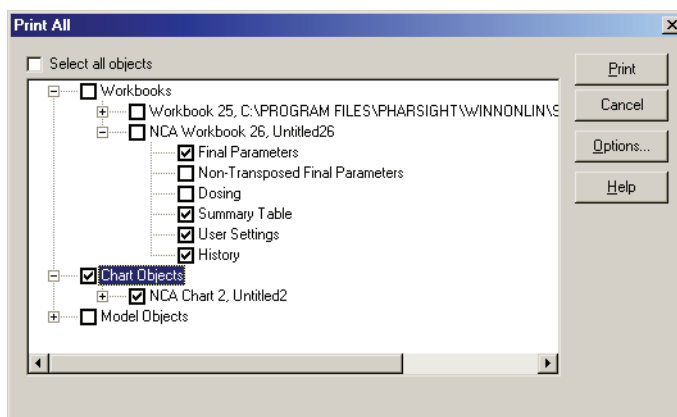 Print All
Select all objects
Workbooks
Workbook 25, C:\PROGRAM FILES\PHARSIGHT\WINNONLIN\S
NCA Workbook 26, Untitled26
Final Parameters
Non-Transposed Final Parameters
Dosing
Summary Table
User Settings
History
Chart Objects
NCA Chart 2, Untitled2
Model Objects
Print
Cancel
Options...
Help